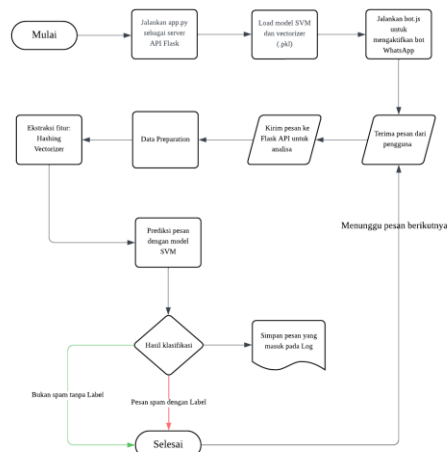 Mulai
Jalankan app.py
sebagai server
API Flask
Load model SVM
dan vectorizer
(.pkl)
Jalankan bot.js
untuk
mengaktifkan bot
WhatsApp
Ekstraksi fitur:
Hashing
Vectorizer
Data Preparation
Kirim pesan ke
Flask API untuk
analisa
Terima pesan dari
pengguna
Menunggu pesan berikutnya
Prediksi pesan
dengan model
SVM
Hasil klasifikasi
Simpan pesan yang
masuk pada Log
Bukan spam tanpa Label
Pesan spam dengan Label
Selesai